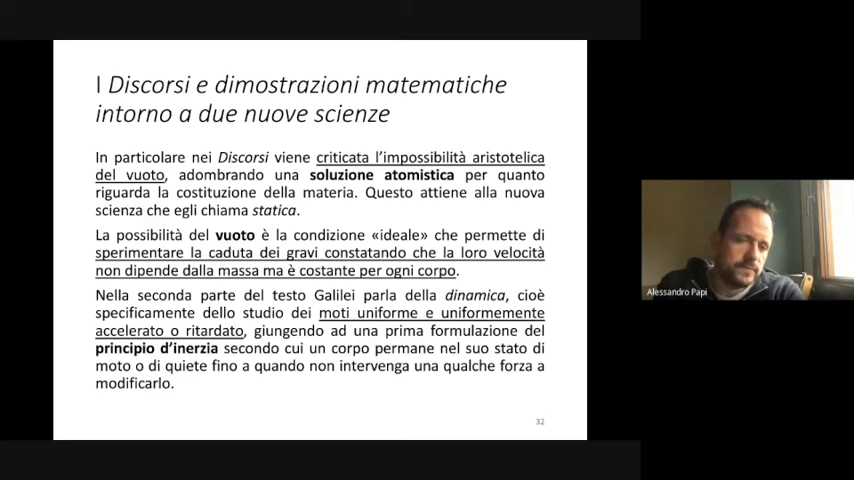 I Discorsi e dimostrazioni matematiche
intorno a due nuove scienze
In particolare nei Discorsi viene criticata l’impossibilità aristotelica
del vuoto, adombrando una soluzione atomistica per quanto
riguarda la costituzione della materia. Questo attiene alla nuova
scienza che egli chiama statica.
La possibilità del vuoto è la condizione «ideale» che permette di
sperimentare la caduta dei gravi constatando che la loro velocità
non dipende dalla massa ma è costante per ogni corpo.
Nella seconda parte del testo Galilei parla della dinamica, cioè
specificamente dello studio dei moti uniforme e uniformemente
accelerato o ritardato, giungendo ad una prima formulazione del
principio d’inerzia secondo cui un corpo permane nel suo stato di
moto o di quiete fino a quando non intervenga una qualche forza a
modificarlo.
32
Alessandro Papi